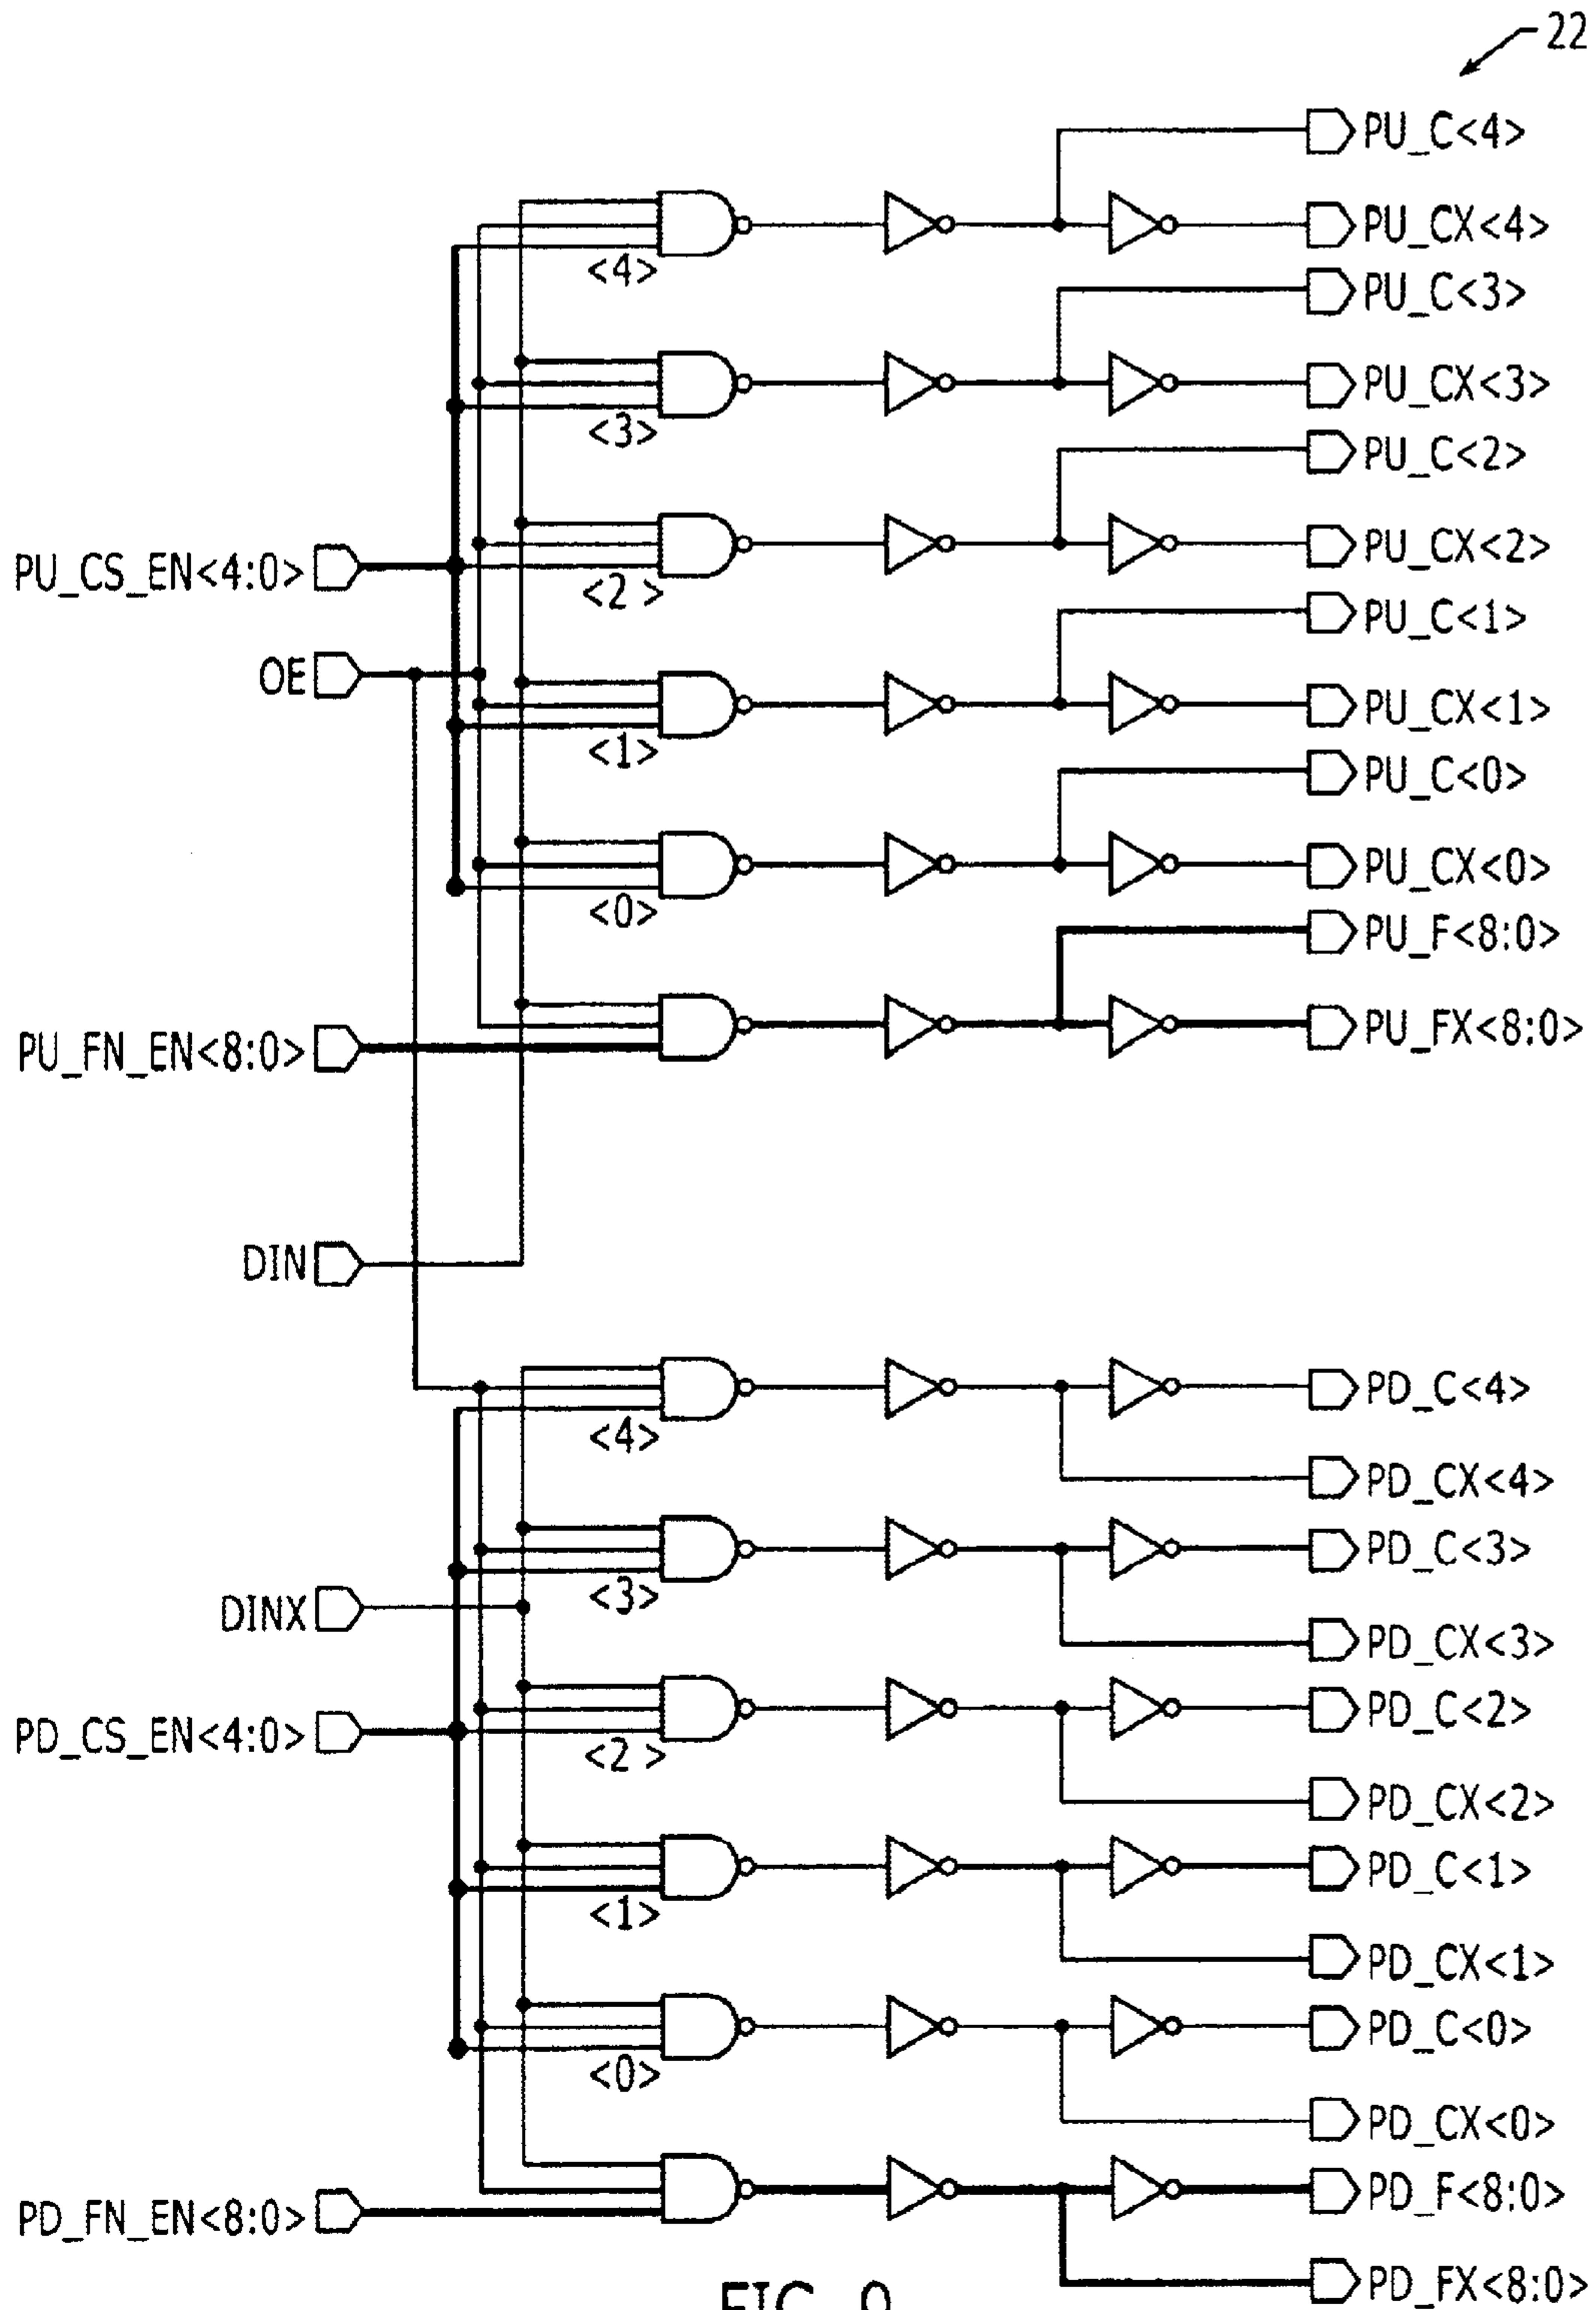 22
PU_C<4>
PU_CX<4>
<4>
PU_C<3>
PU_CX<3>
<3>
PU_C<2>
PU_CS_EN<4:0>
PU_CX<2>
<2 >
PU_C<1>
OE
PU_CX<1>
<1>
PU_C<0>
PU_CX<0>
<0>
PU_F<8:0>
PU_FN_EN<8:0>
PU_FX<8:0>
DIN
PD_C<4>
<4>
PD_CX<4>
PD_C<3>
<3>
DINX
PD_CX<3>
PD_C<2>
PD_CS_EN<4:0>
<2 >
PD_CX<2>
PD_C<1>
<1>
PD_CX<1>
PD_C<0>
<0>
PD_CX<0>
PD_F<8:0>
PD_FN_EN<8:0>
PD_FX<8:0>